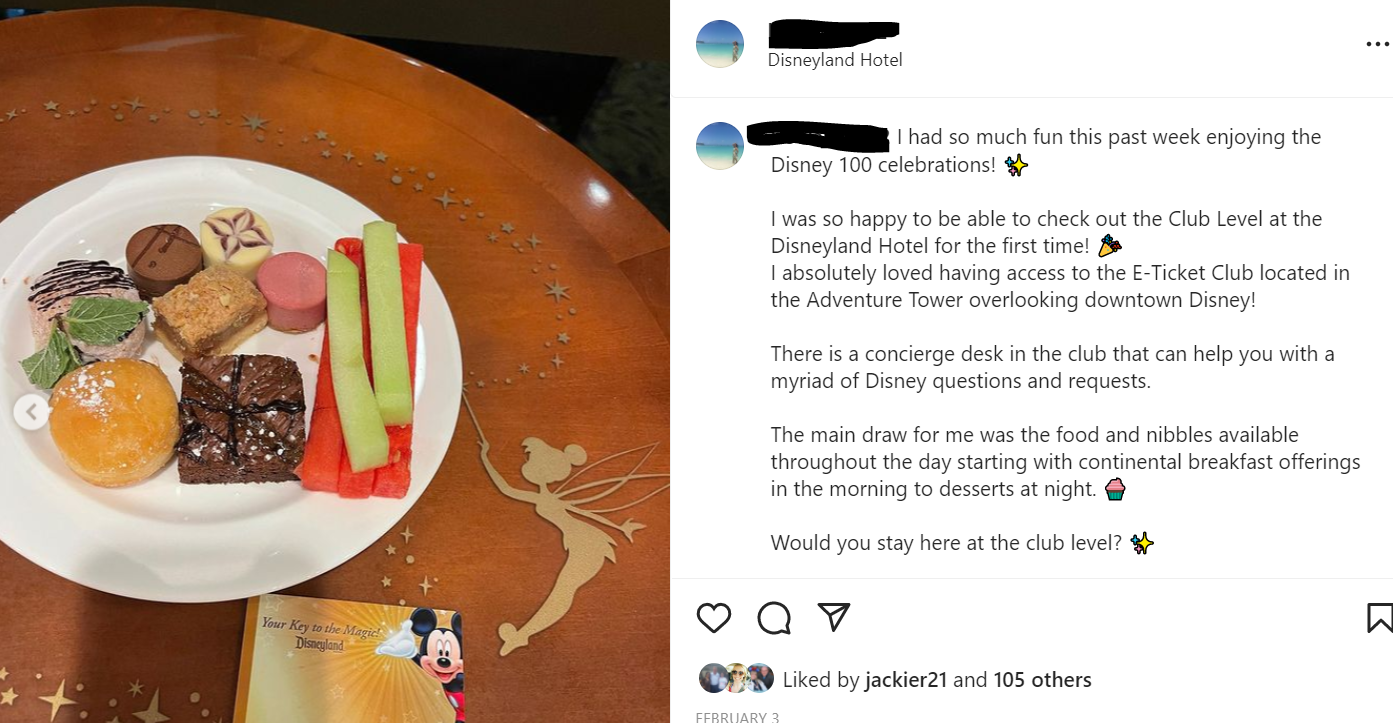 Disneyland Hotel
I had so much fun this past week enjoying the
Disney 100 celebrations! ✨
I was so happy to be able to check out the Club Level at the
Disneyland Hotel for the first time! 🎉
I absolutely loved having access to the E-Ticket Club located in
the Adventure Tower overlooking downtown Disney!
There is a concierge desk in the club that can help you with a
myriad of Disney questions and requests.
The main draw for me was the food and nibbles available
throughout the day starting with continental breakfast offerings
in the morning to desserts at night. 🧁
Would you stay here at the club level? ✨
Your Key to the Magic!
Disneyland
Liked by jackier21 and 105 others
FEBRUARY 3